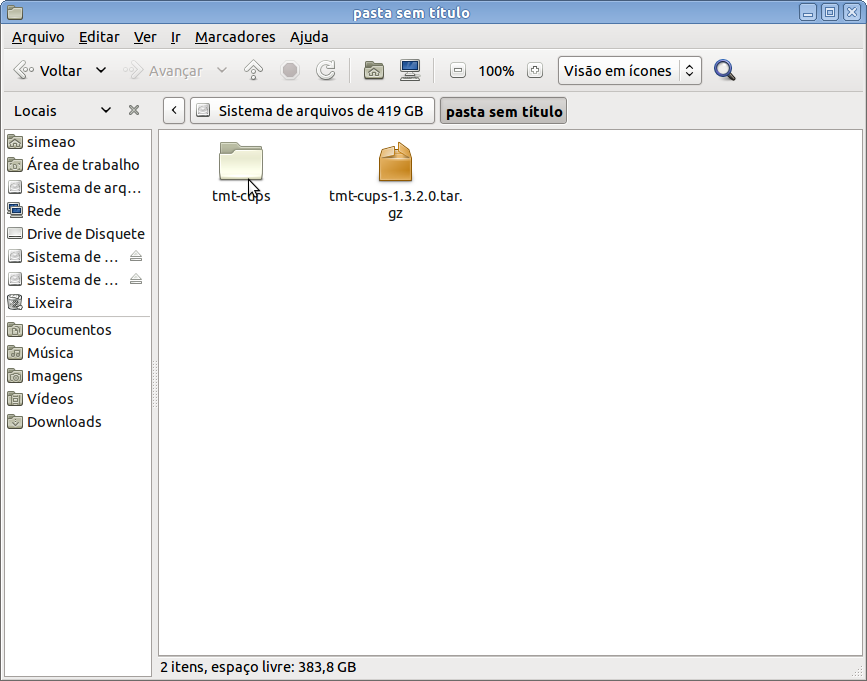 pasta sem título
Arquivo Editar Ver Ir Marcadores Ajuda
Voltar Avançar 100% Visão em ícones
Locais Sistema de arquivos de 419 GB pasta sem título
simeao
Área de trabalho
Sistema de arq...
Rede
Drive de Disquete
Sistema de ...
Sistema de ...
Lixeira
Documentos
Música
Imagens
Vídeos
Downloads
tmt-cups
tmt-cups-1.3.2.0.tar.
gz
2 itens, espaço livre: 383,8 GB